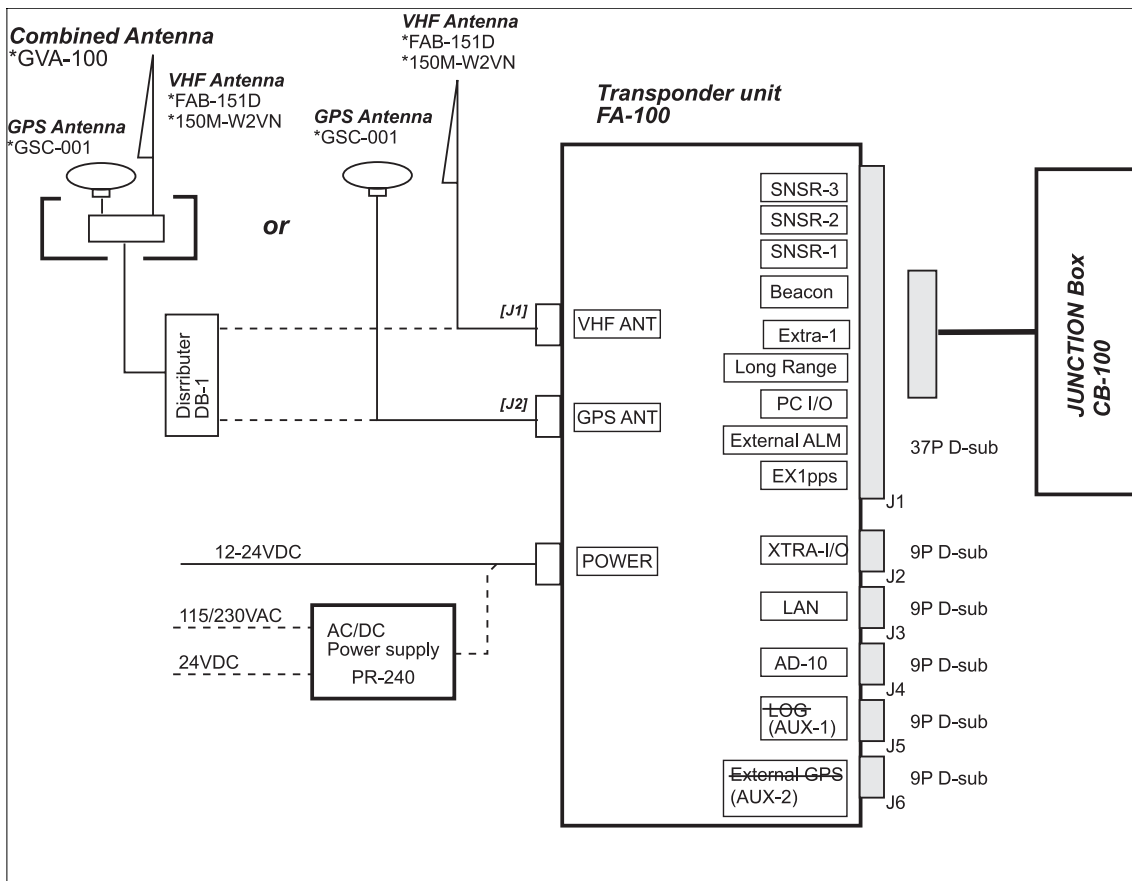 Combined Antenna
*GVA-100
VHF Antenna
*FAB-151D
*150M-W2VN
GPS Antenna
*GSC-001
or
VHF Antenna
*FAB-151D
*150M-W2VN
GPS Antenna
*GSC-001
Disrributer
DB-1
[J1]
[J2]
12-24VDC
115/230VAC
24VDC
AC/DC
Power supply
PR-240
Transponder unit
FA-100
VHF ANT
GPS ANT
POWER
SNSR-3
SNSR-2
SNSR-1
Beacon
Extra-1
Long Range
PC I/O
External ALM
EX1pps
J1
37P D-sub
JUNCTION Box
CB-100
XTRA-I/O
J2
9P D-sub
LAN
J3
9P D-sub
AD-10
J4
9P D-sub
LOG
(AUX-1)
J5
9P D-sub
External GPS
(AUX-2)
J6
9P D-sub